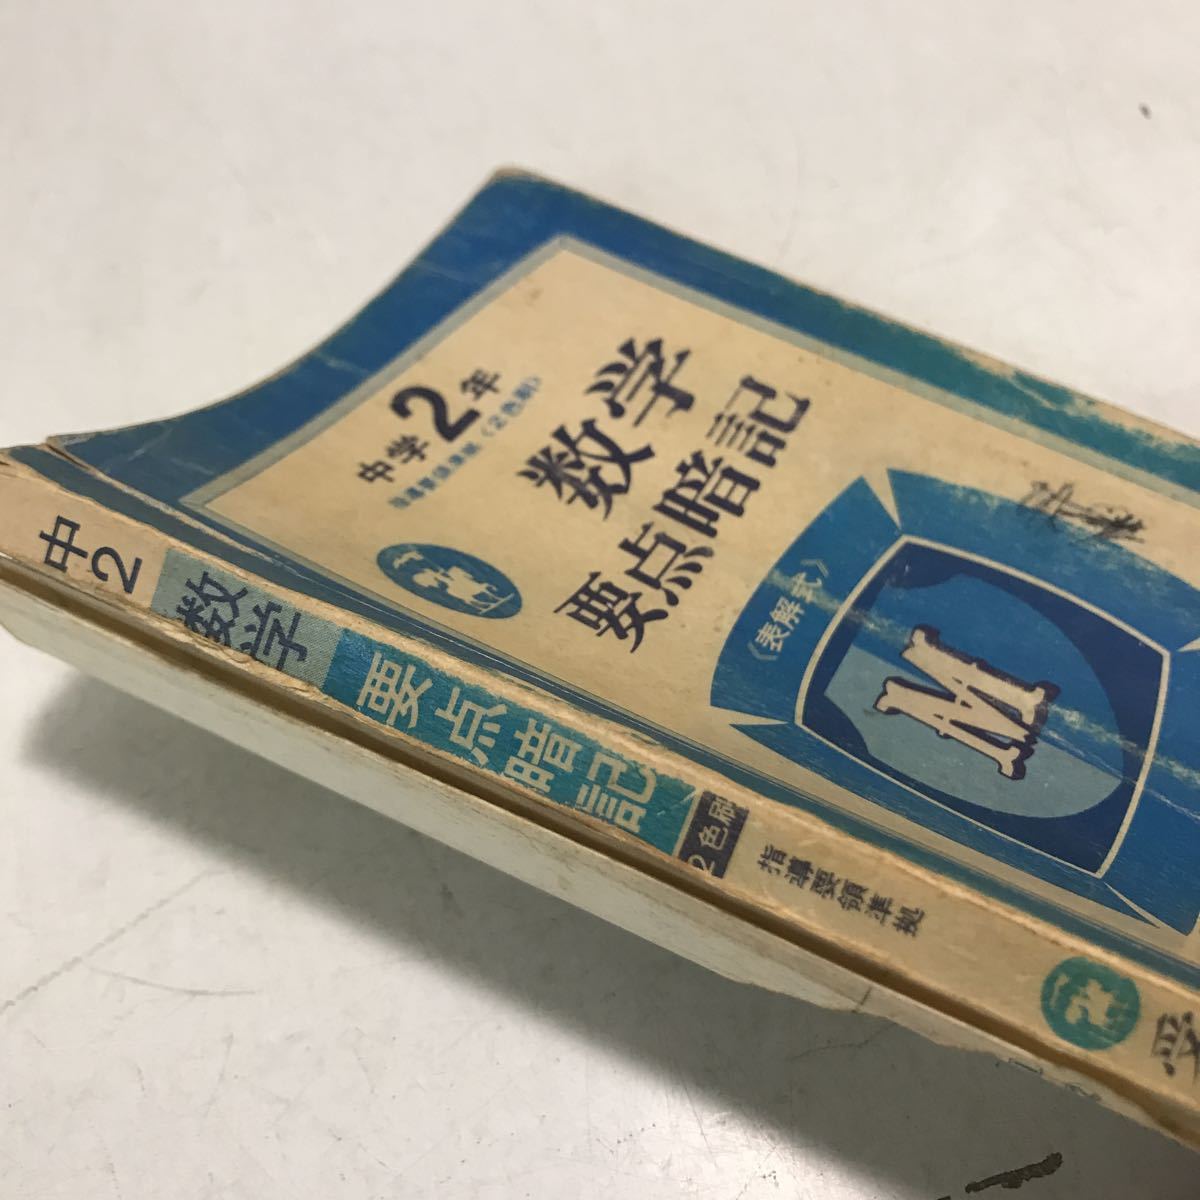 中学2年
指導要領準拠《2色刷》
数学
要点暗記
《表解式》
M
中2
数学
要点暗記
2色刷
指導要領準拠
受